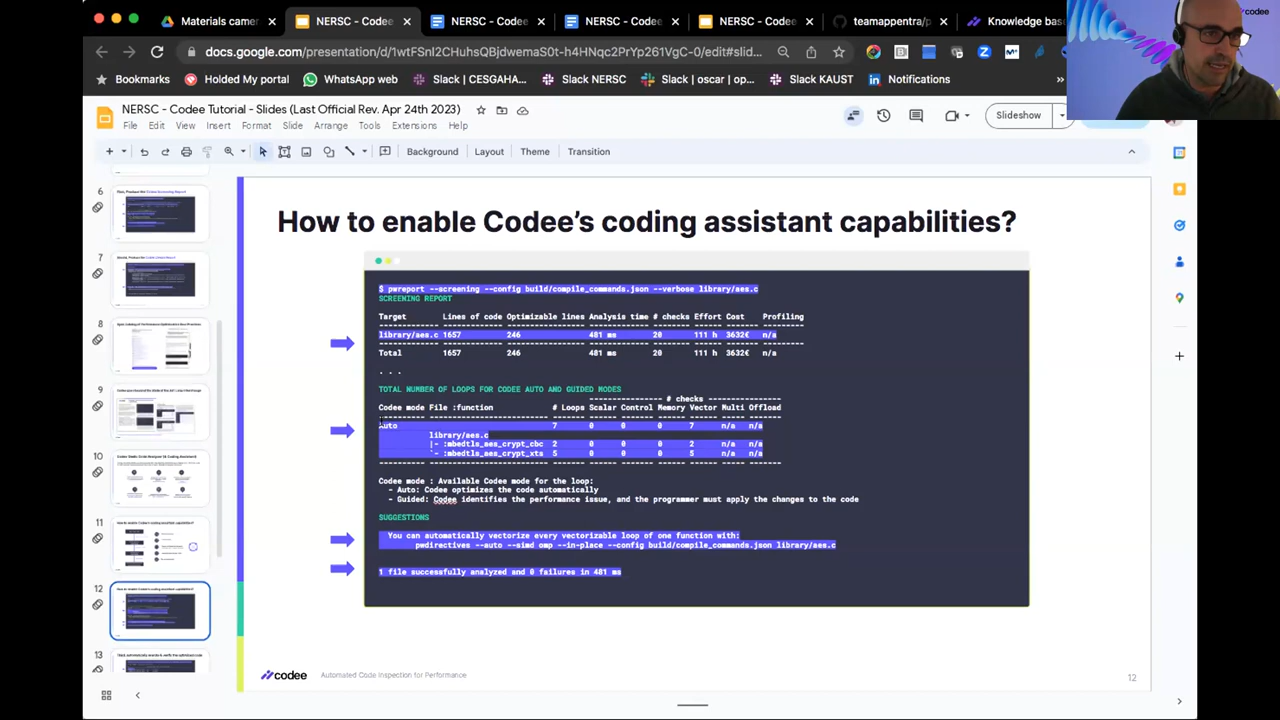 Materials camer
NERSC - Codee
NERSC - Codee
NERSC - Codee
NERSC - Codee
teamappentra/p
Knowledge bas
codee
docs.google.com/presentation/d/1wtFSnI2CHuhsQBjdwemaS0t-h4HNqc2PrYp261VgC-0/edit#slid...
Bookmarks
Holded My portal
WhatsApp web
Slack | CESGAHA...
Slack NERSC
Slack | oscar | op...
Slack KAUST
Notifications
NERSC - Codee Tutorial - Slides (Last Official Rev. Apr 24th 2023)
File Edit View Insert Format Slide Arrange Tools Extensions Help
Slideshow
Background Layout Theme Transition
6
7
8
9
10
11
12
13
How to enable Codee's coding assistant capabilities?
$ pwreport --screening --config build/compile_commands.json --verbose library/aes.c
SCREENING REPORT
Target Lines of code Optimizable lines Analysis time # checks Effort Cost Profiling
library/aes.c 1657 246 481 ms 20 111 h 3632€ n/a
Total 1657 246 481 ms 20 111 h 3632€ n/a
. . .
TOTAL NUMBER OF LOOPS FOR CODEE AUTO AND GUIDED MODES
# checks
Codee mode File :function # Loops Scalar Control Memory Vector Multi Offload
Auto 7 0 0 0 7 n/a n/a
library/aes.c
|- :mbedtls_aes_crypt_cbc 2 0 0 0 2 n/a n/a
`- :mbedtls_aes_crypt_xts 5 0 0 0 5 n/a n/a
Codee mode : Available Codee mode for the loop:
- Auto: Codee optimizes the code automatically
- Guided: Codee identifies the performance issue, and the programmer must apply the changes to the code
SUGGESTIONS
You can automatically vectorize every vectorizable loop of one function with:
pwdirectives --auto --simd omp --in-place --config build/compile_commands.json library/aes.c
1 file successfully analyzed and 0 failures in 481 ms
codee
Automated Code Inspection for Performance
12